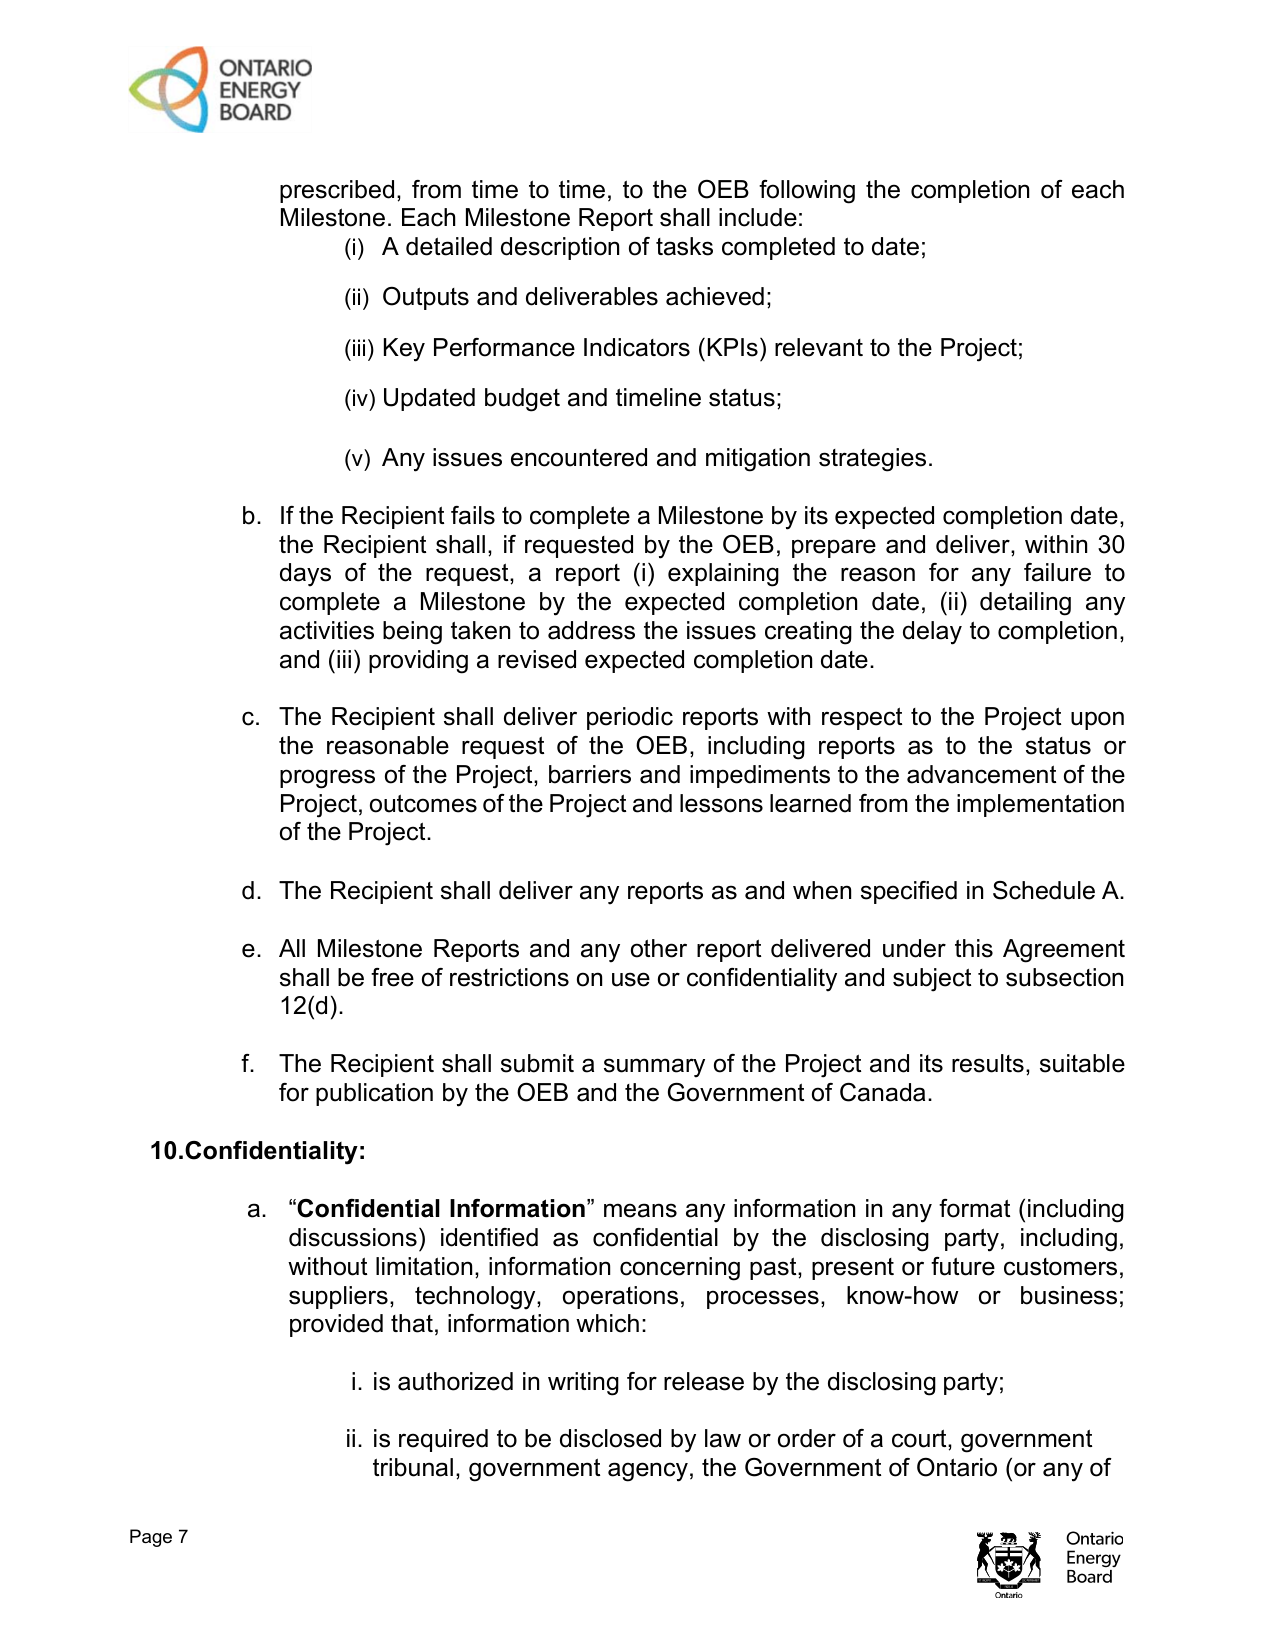 ONTARIO
ENERGY
BOARD
prescribed, from time to time, to the OEB following the completion of each
Milestone. Each Milestone Report shall include:
(i) A detailed description of tasks completed to date;
(ii) Outputs and deliverables achieved;
(iii) Key Performance Indicators (KPIs) relevant to the Project;
(iv) Updated budget and timeline status;
(v) Any issues encountered and mitigation strategies.
b. If the Recipient fails to complete a Milestone by its expected completion date,
the Recipient shall, if requested by the OEB, prepare and deliver, within 30
days of the request, a report (i) explaining the reason for any failure to
complete a Milestone by the expected completion date, (ii) detailing any
activities being taken to address the issues creating the delay to completion,
and (iii) providing a revised expected completion date.
c. The Recipient shall deliver periodic reports with respect to the Project upon
the reasonable request of the OEB, including reports as to the status or
progress of the Project, barriers and impediments to the advancement of the
Project, outcomes of the Project and lessons learned from the implementation
of the Project.
d. The Recipient shall deliver any reports as and when specified in Schedule A.
e. All Milestone Reports and any other report delivered under this Agreement
shall be free of restrictions on use or confidentiality and subject to subsection
12(d).
f. The Recipient shall submit a summary of the Project and its results, suitable
for publication by the OEB and the Government of Canada.
10.Confidentiality:
a. “Confidential Information” means any information in any format (including
discussions) identified as confidential by the disclosing party, including,
without limitation, information concerning past, present or future customers,
suppliers, technology, operations, processes, know-how or business;
provided that, information which:
i. is authorized in writing for release by the disclosing party;
ii. is required to be disclosed by law or order of a court, government
tribunal, government agency, the Government of Ontario (or any of
Page 7
Ontario
Ontario
Energy
Board